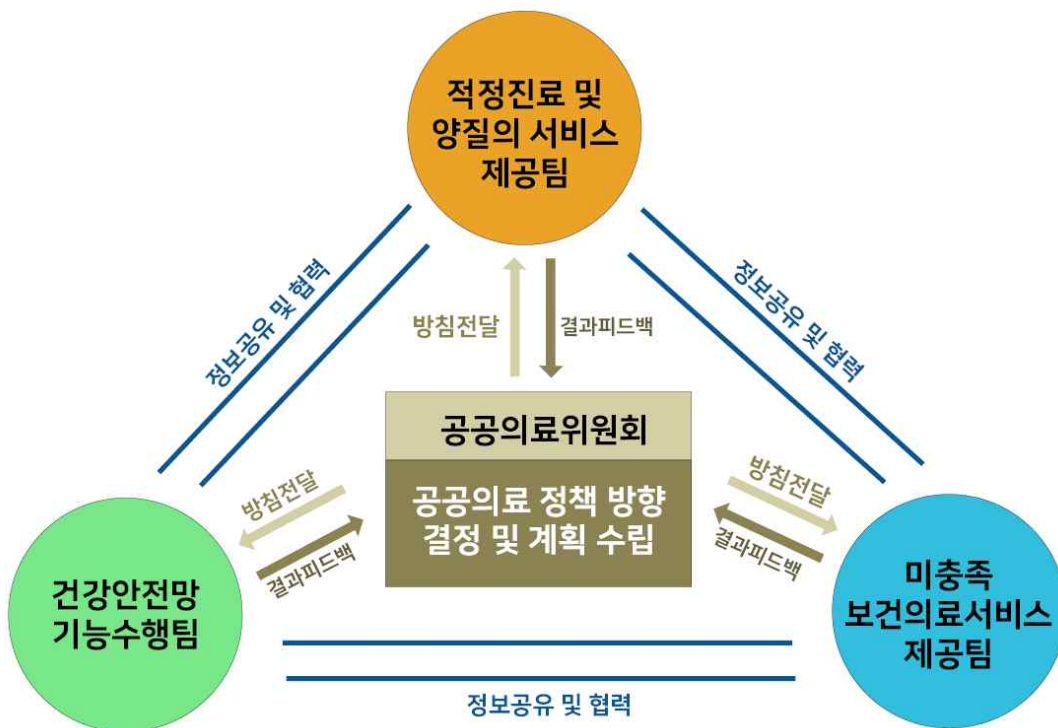 적정진료 및
양질의 서비스
제공팀
정보공유 및 협력
정보공유 및 협력
방침전달
결과피드백
공공의료위원회
공공의료 정책 방향
결정 및 계획 수립
방침전달
결과피드백
방침전달
결과피드백
건강안전망
기능수행팀
미충족
보건의료서비스
제공팀
정보공유 및 협력